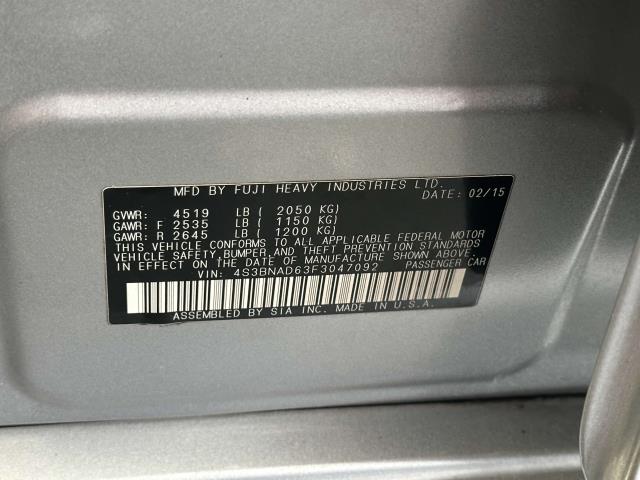 MFD BY FUJI HEAVY INDUSTRIES LTD.
DATE: 02/15
GVWR: 4519 LB ( 2050 KG)
GAWR: F 2535 LB ( 1150 KG)
GAWR: R 2645 LB ( 1200 KG)
THIS VEHICLE CONFORMS TO ALL APPLICABLE FEDERAL MOTOR
VEHICLE SAFETY, BUMPER, AND THEFT PREVENTION STANDARDS
IN EFFECT ON THE DATE OF MANUFACTURE SHOWN ABOVE.
VIN: 4S3BNAD63F3047092 PASSENGER CAR
ASSEMBLED BY SIA INC. MADE IN U.S.A.